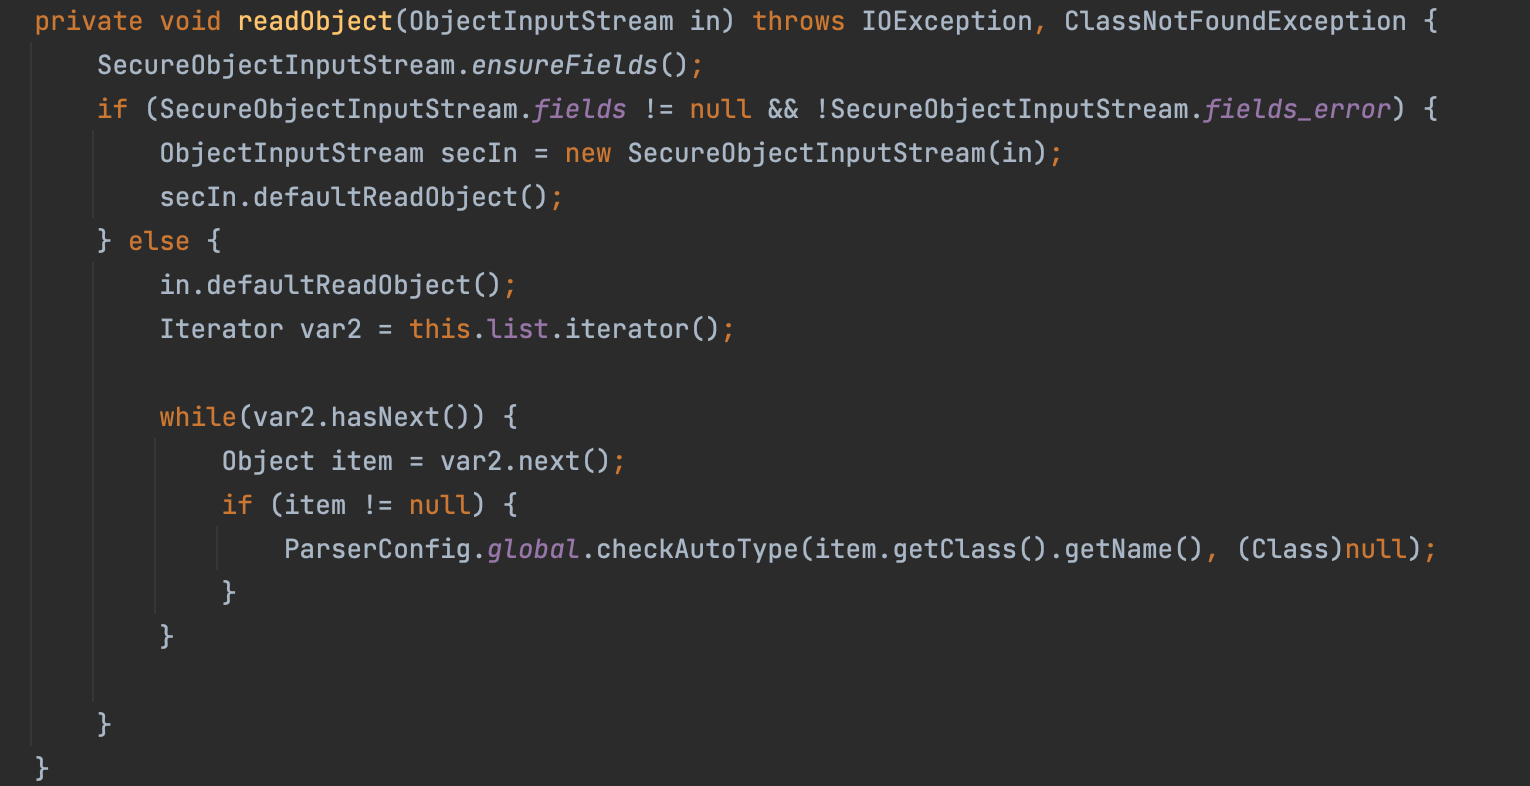 private void readObject(ObjectInputStream in) throws IOException, ClassNotFoundException {
    SecureObjectInputStream.ensureFields();
    if (SecureObjectInputStream.fields != null && !SecureObjectInputStream.fields_error) {
        ObjectInputStream secIn = new SecureObjectInputStream(in);
        secIn.defaultReadObject();
    } else {
        in.defaultReadObject();
        Iterator var2 = this.list.iterator();
        while(var2.hasNext()) {
            Object item = var2.next();
            if (item != null) {
                ParserConfig.global.checkAutoType(item.getClass().getName(), (Class)null);
            }
        }
    }
}